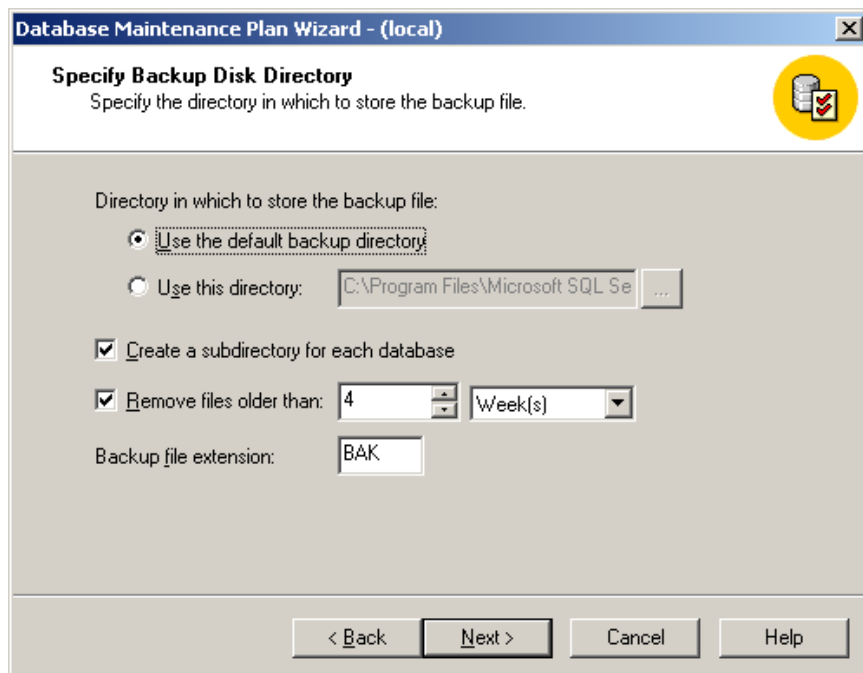 Database Maintenance Plan Wizard - (local)
Specify Backup Disk Directory
Specify the directory in which to store the backup file.
Directory in which to store the backup file:
Use the default backup directory
Use this directory: C:\Program Files\Microsoft SQL Se ...
Create a subdirectory for each database
Remove files older than: 4 Week(s)
Backup file extension: BAK
< Back Next > Cancel Help